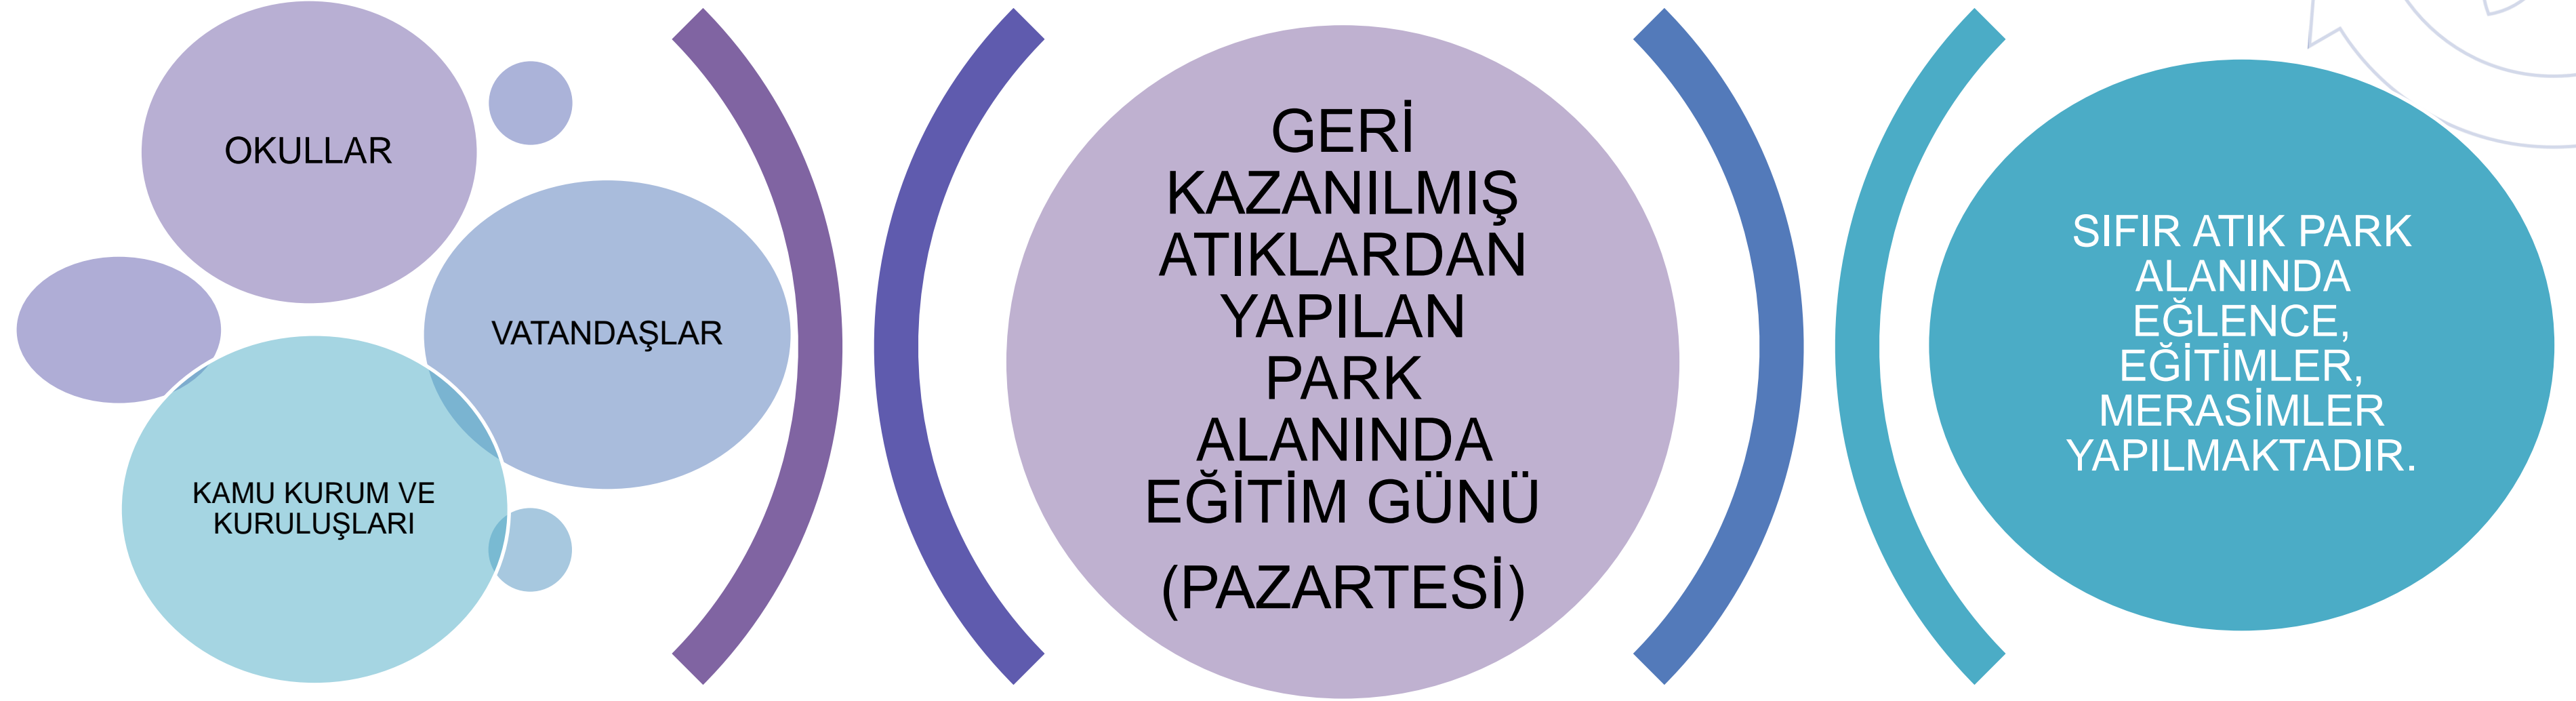 OKULLAR
VATANDAŞLAR
KAMU KURUM VE
KURULUŞLARI
GERİ
KAZANILMIŞ
ATIKLARDAN
YAPILAN
PARK
ALANINDA
EĞİTİM GÜNÜ
(PAZARTESİ)
SIFIR ATIK PARK
ALANINDA
EĞLENCE,
EĞİTİMLER,
MERASİMLER
YAPILMAKTADIR.